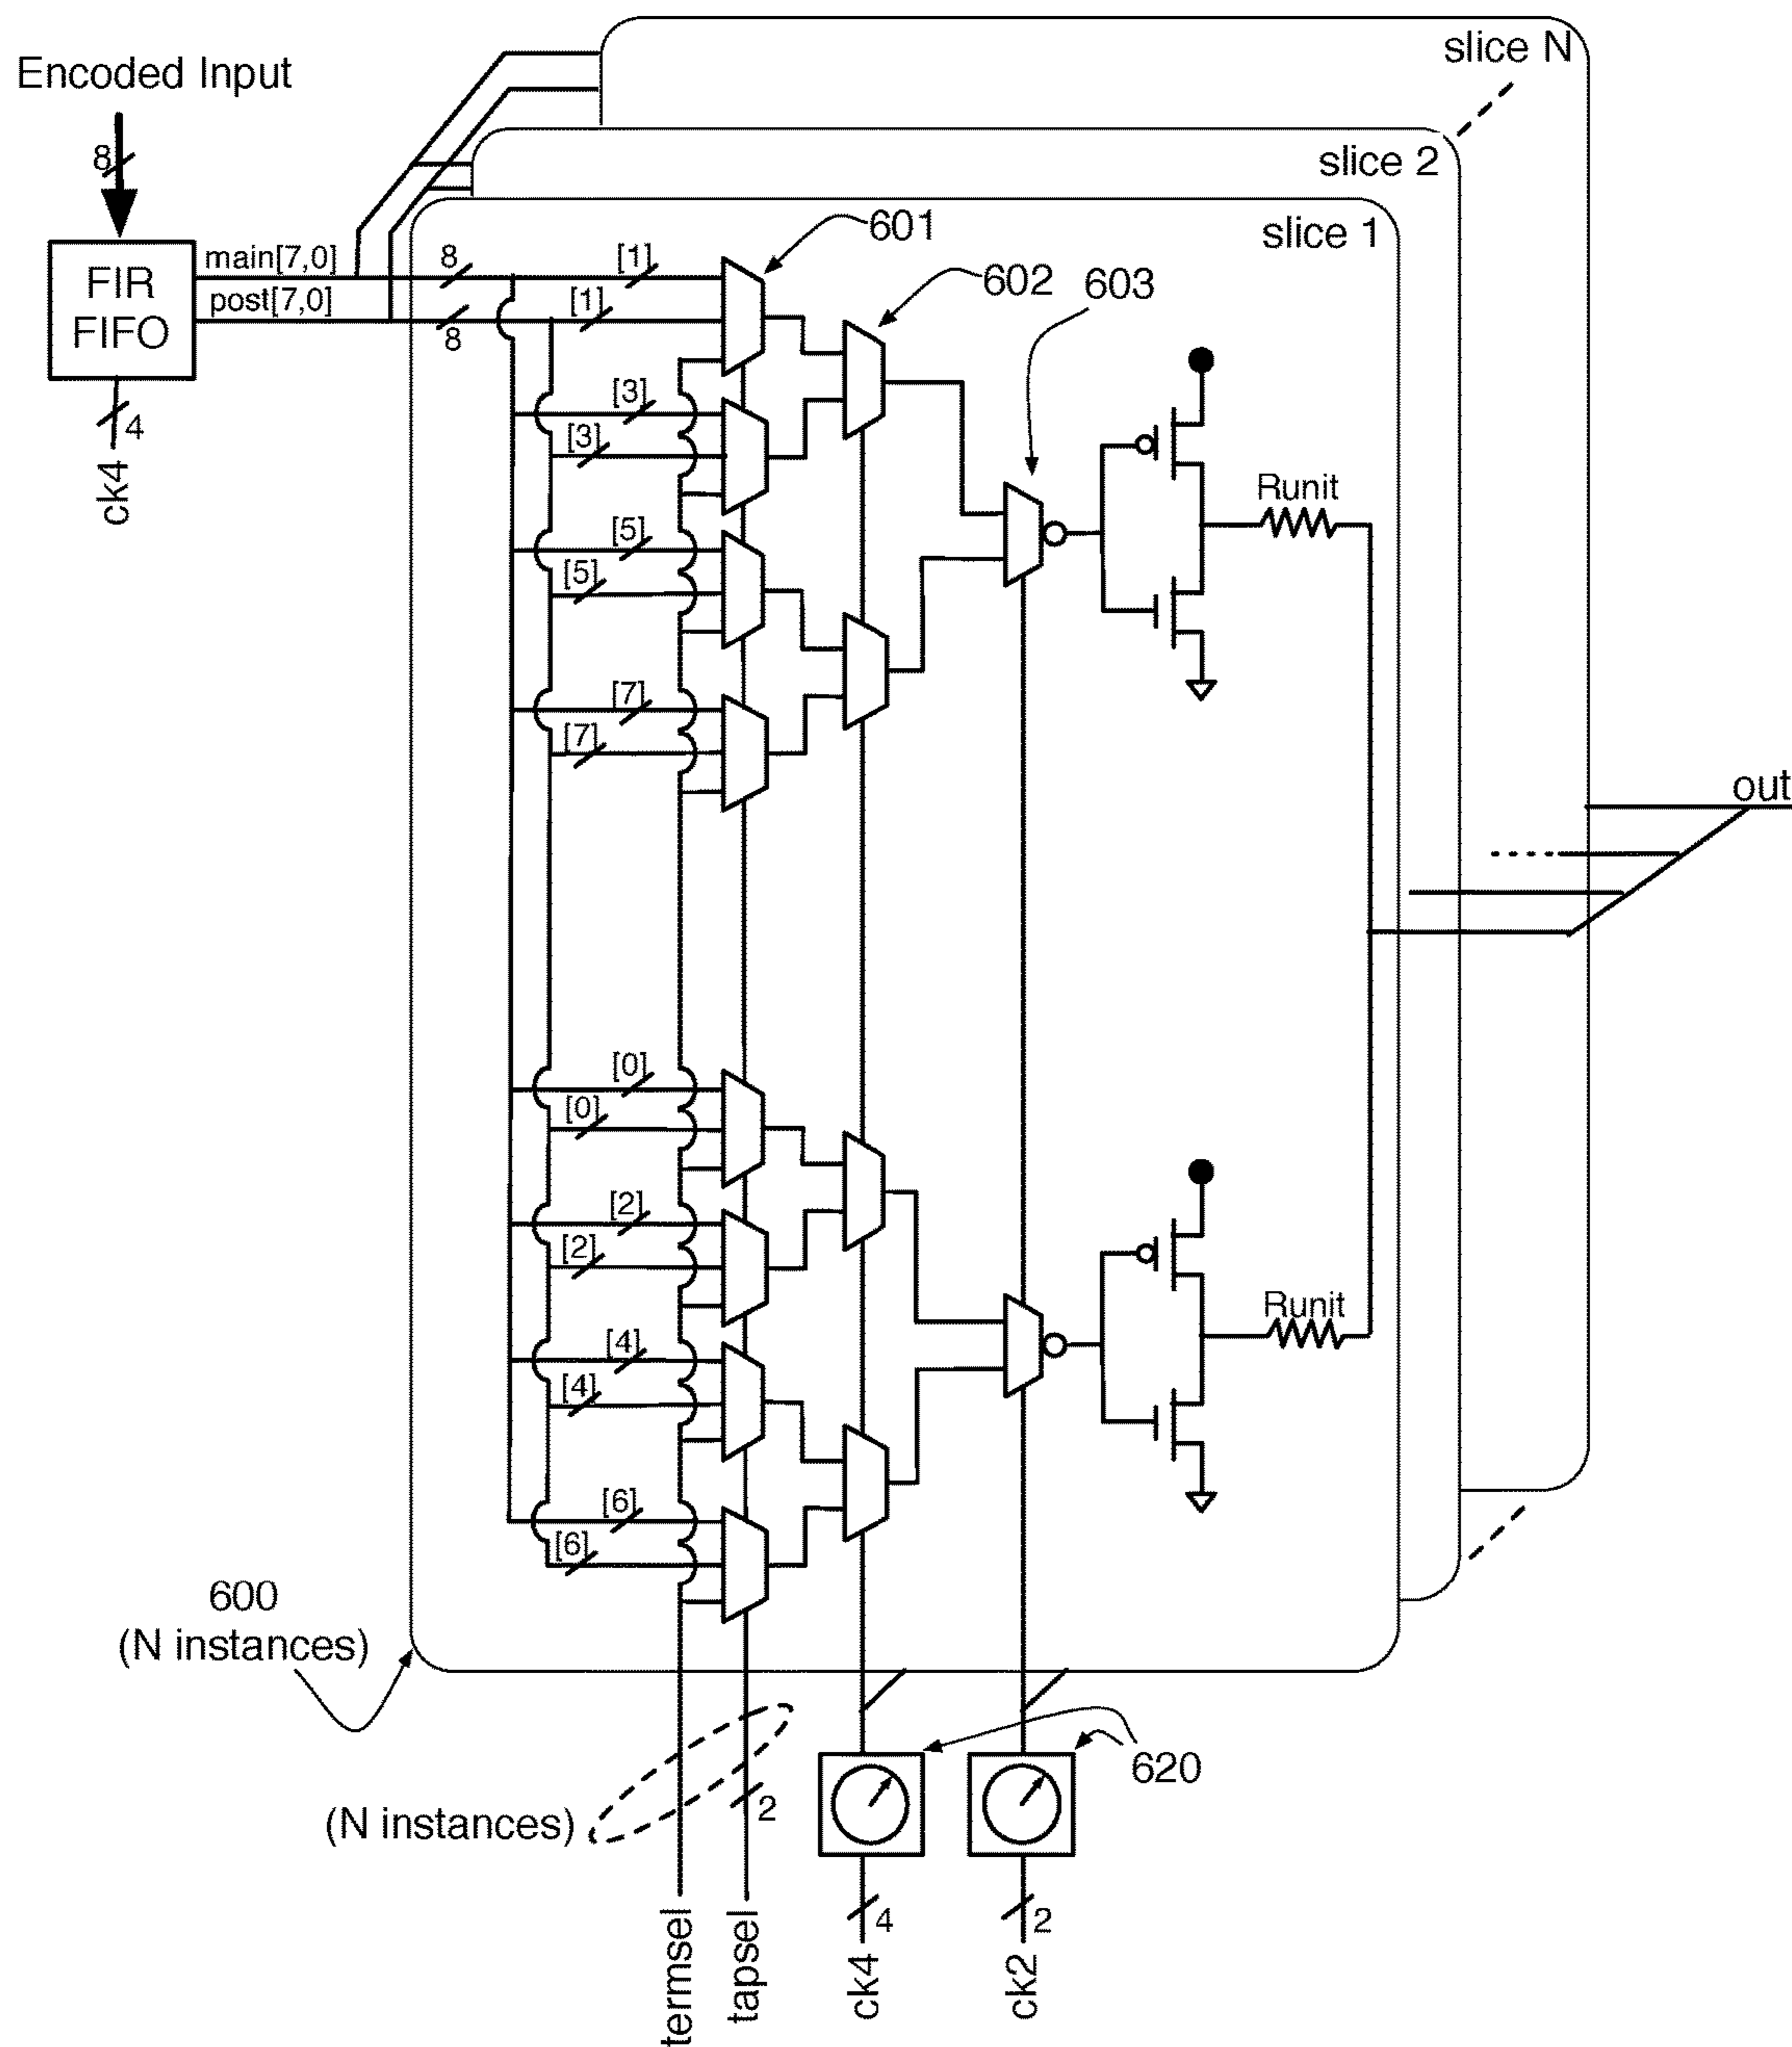 slice N
Encoded Input
8
slice 2
601
slice 1
main[7,0]
8
[1]
602
603
FIR
FIFO
post[7,0]
8
[1]
4
ck4
[3]
[3]
Runit
[5]
[5]
[7]
[7]
out
[0]
[0]
[2]
[2]
Runit
[4]
[4]
[6]
[6]
600
(N instances)
620
(N instances)
2
4
2
termsel
tapsel
ck4
ck2